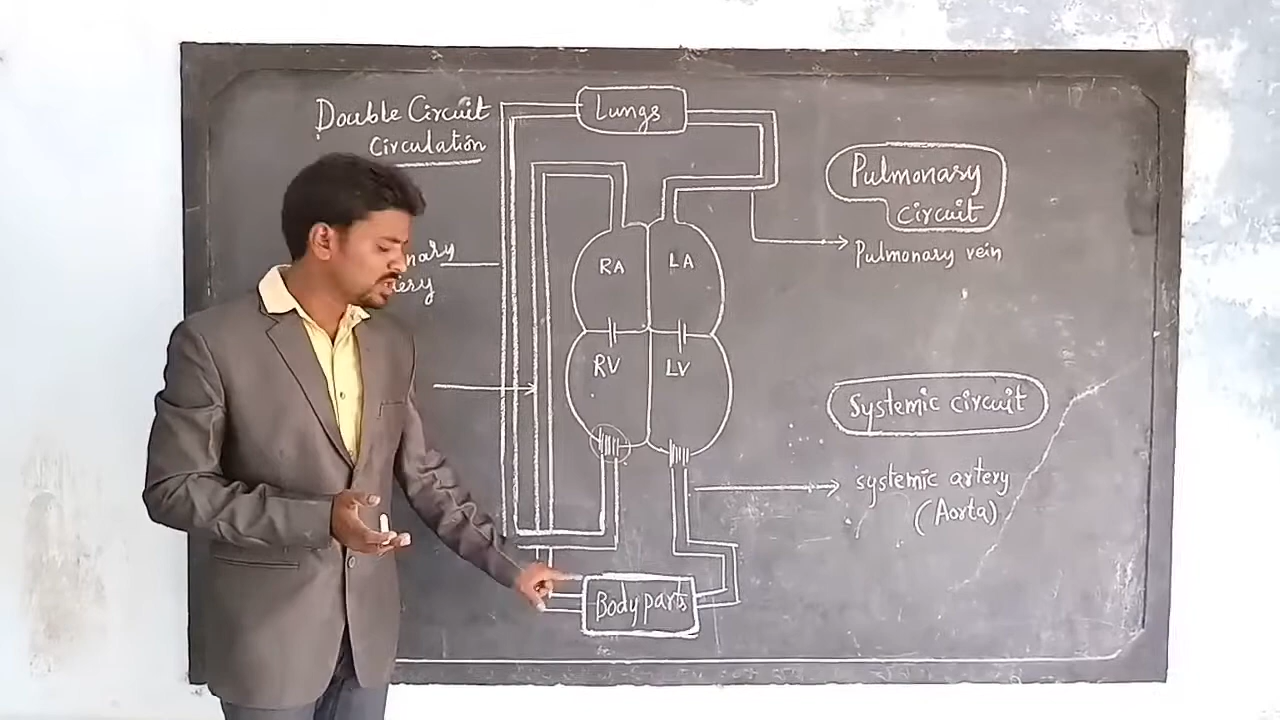 Double Circuit
Circulation
Lungs
Pulmonary
circuit
Pulmonary vein
RA
LA
RV
LV
Systemic circuit
systemic artery
(Aorta)
Body parts